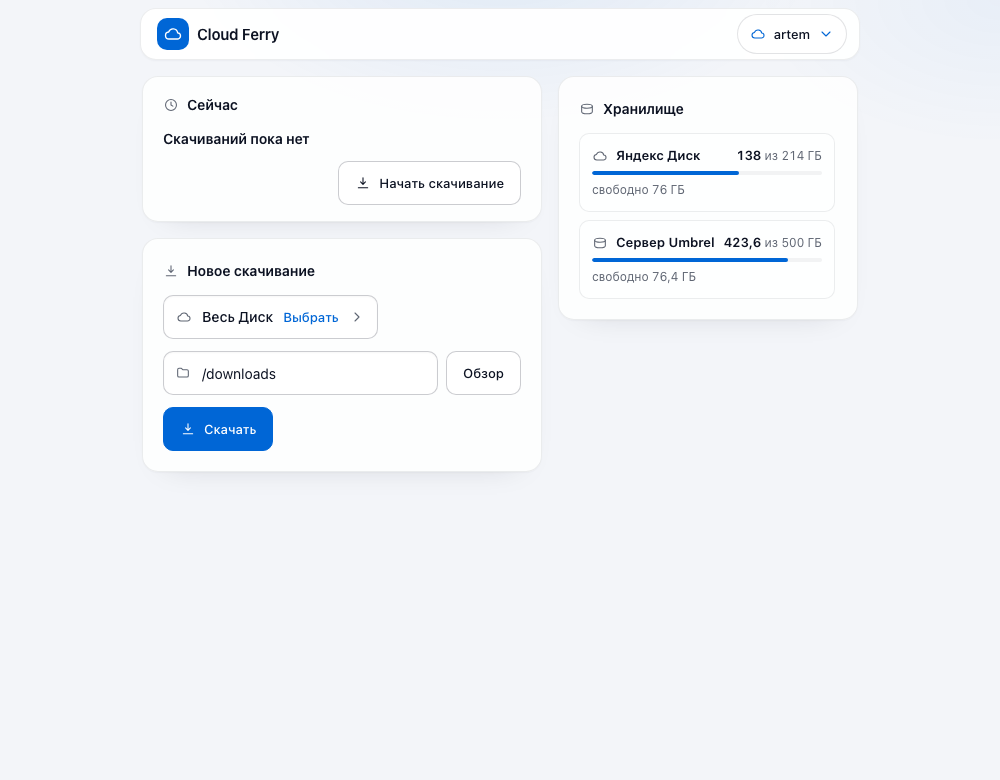 Cloud Ferry
artem
Сейчас
Скачиваний пока нет
Начать скачивание
Новое скачивание
Весь Диск Выбрать
/downloads
Обзор
Скачать
Хранилище
Яндекс Диск 138 из 214 ГБ
свободно 76 ГБ
Сервер Umbrel 423,6 из 500 ГБ
свободно 76,4 ГБ